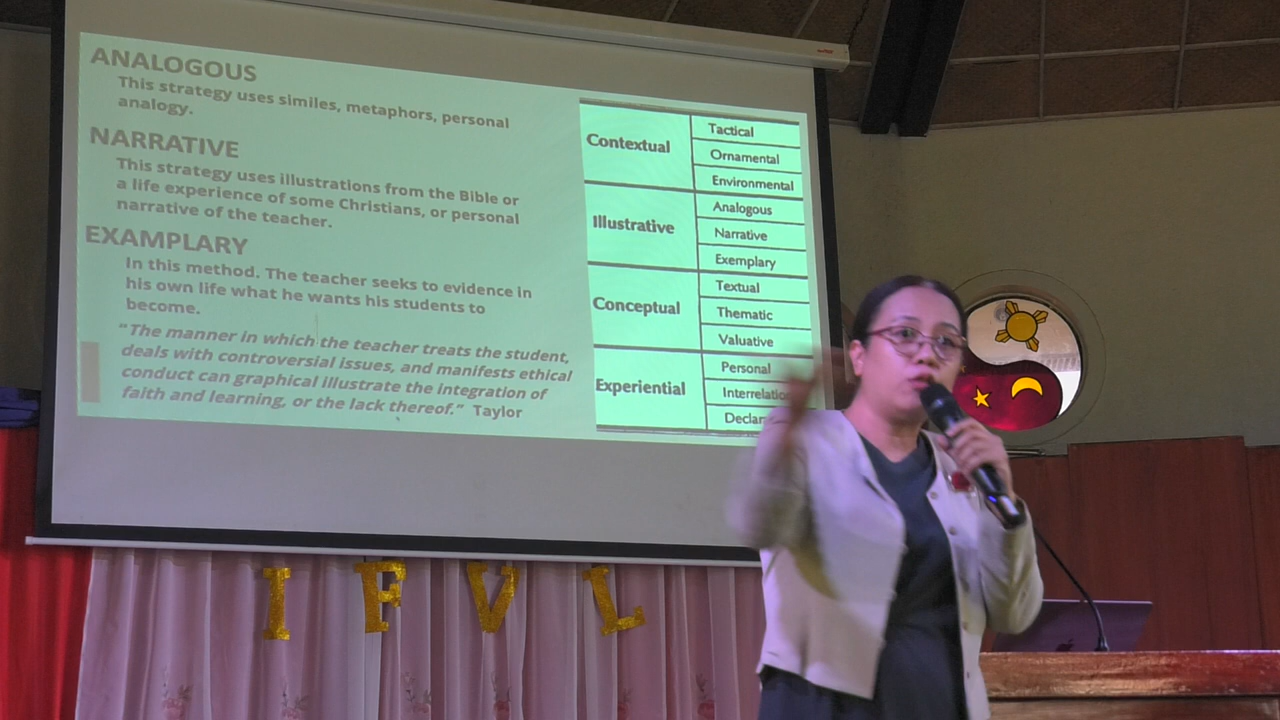 ANALOGOUS
This strategy uses similes, metaphors, personal
analogy.
NARRATIVE
This strategy uses illustrations from the Bible or
a life experience of some Christians, or personal
narrative of the teacher.
EXAMPLARY
In this method. The teacher seeks to evidence in
his own life what he wants his students to
become.
"The manner in which the teacher treats the student,
deals with controversial issues, and manifests ethical
conduct can graphical illustrate the integration of
faith and learning, or the lack thereof." Taylor
Contextual
Tactical
Ornamental
Environmental
Illustrative
Analogous
Narrative
Exemplary
Conceptual
Textual
Thematic
Valuative
Experiential
Personal
I F V L